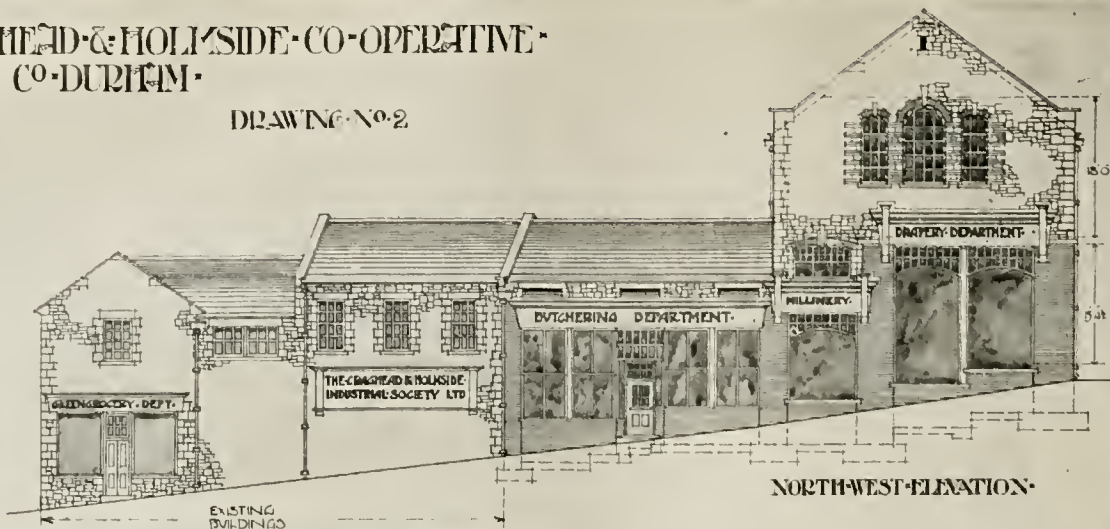 HEAD·&·HOLMSIDE·CO-OPERATIVE·
Cº·DURHAM·
DRAWING·Nº·2
DRAPERY·DEPARTMENT·
MILLINERY·
BUTCHERING DEPARTMENT·
THE·CRAGHEAD & HOLMSIDE·
INDUSTRIAL·SOCIETY LTD
GREENGROCERY·DEPT·
NORTH·WEST·ELEVATION·
EXISTING
BUILDINGS